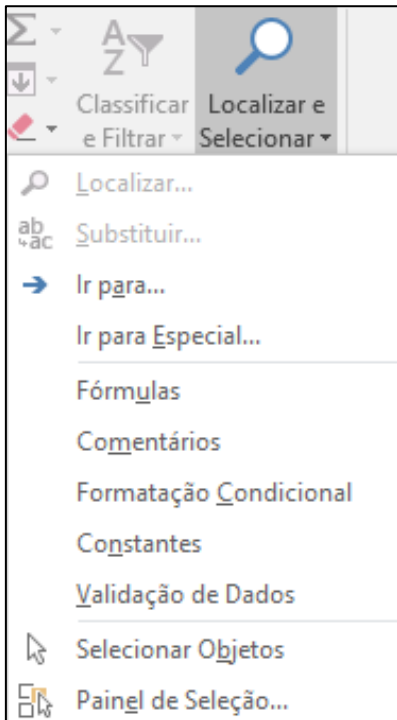 Classificar
e Filtrar
Localizar e
Selecionar
Localizar...
Substituir...
Ir para...
Ir para Especial...
Fórmulas
Comentários
Formatação Condicional
Constantes
Validação de Dados
Selecionar Objetos
Painel de Seleção...